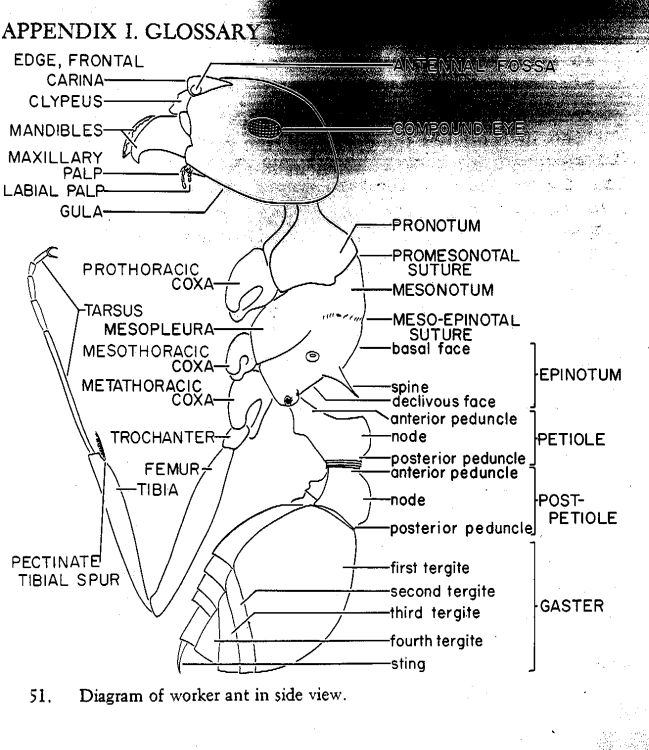 APPENDIX I. GLOSSARY
EDGE, FRONTAL
CARINA
CLYPEUS
MANDIBLES
MAXILLARY
PALP
LABIAL PALP
GULA
ANTENNAL FOSSA
COMPOUND EYE
PRONOTUM
PROMESONOTAL
SUTURE
MESONOTUM
MESO-EPINOTAL
SUTURE
basal face
spine
declivous face
EPINOTUM
anterior peduncle
node
posterior peduncle
PETIOLE
anterior peduncle
node
posterior peduncle
POST-
PETIOLE
first tergite
second tergite
third tergite
fourth tergite
sting
GASTER
PROTHORACIC
COXA
TARSUS
MESOPLEURA
MESOTHORACIC
COXA
METATHORACIC
COXA
TROCHANTER
FEMUR
TIBIA
PECTINATE
TIBIAL SPUR
51. Diagram of worker ant in side view.